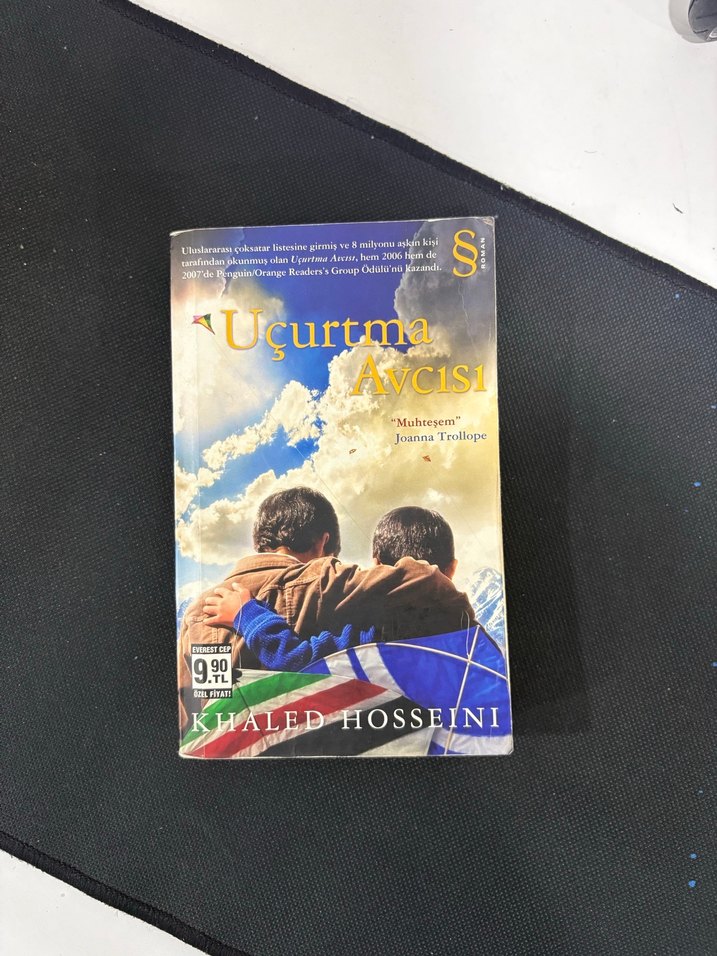 Uluslararası çoksatar listesine girmiş ve 8 milyonu aşkın kişi
tarafından okunmuş olan Uçurtma Avcısı, hem 2006 hem de
2007'de Penguin/Orange Readers's Group Ödülü'nü kazandı.
§
ROMAN
Uçurtma
Avcısı
"Muhteşem"
Joanna Trollope
EVEREST CEP
9.90
.TL
ÖZEL FİYAT!
KHALED HOSSEINI